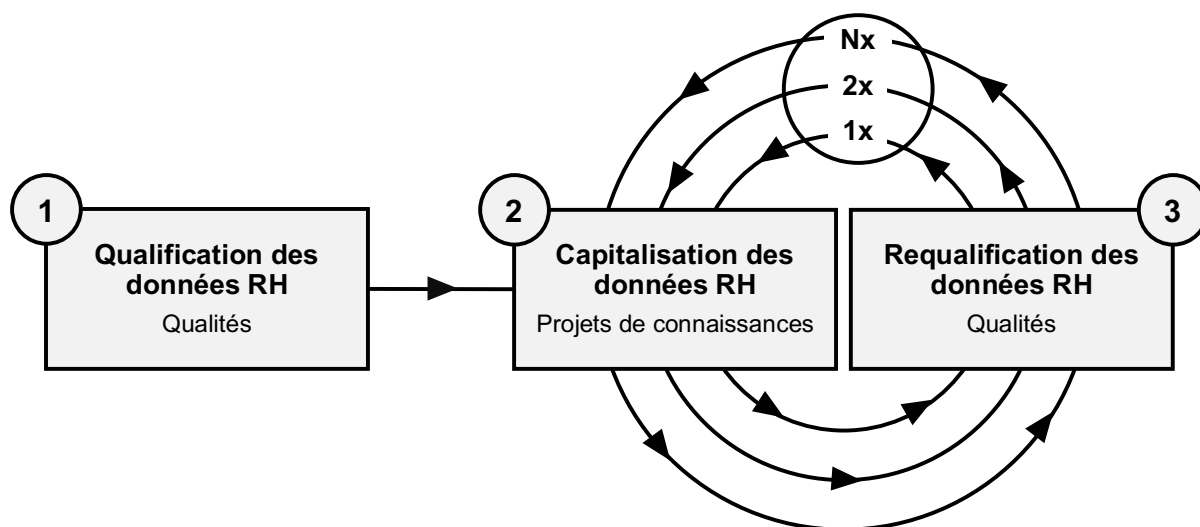 Nx
2x
1x
1
Qualification des
données RH
Qualités
2
Capitalisation des
données RH
Projets de connaissances
3
Requalification des
données RH
Qualités